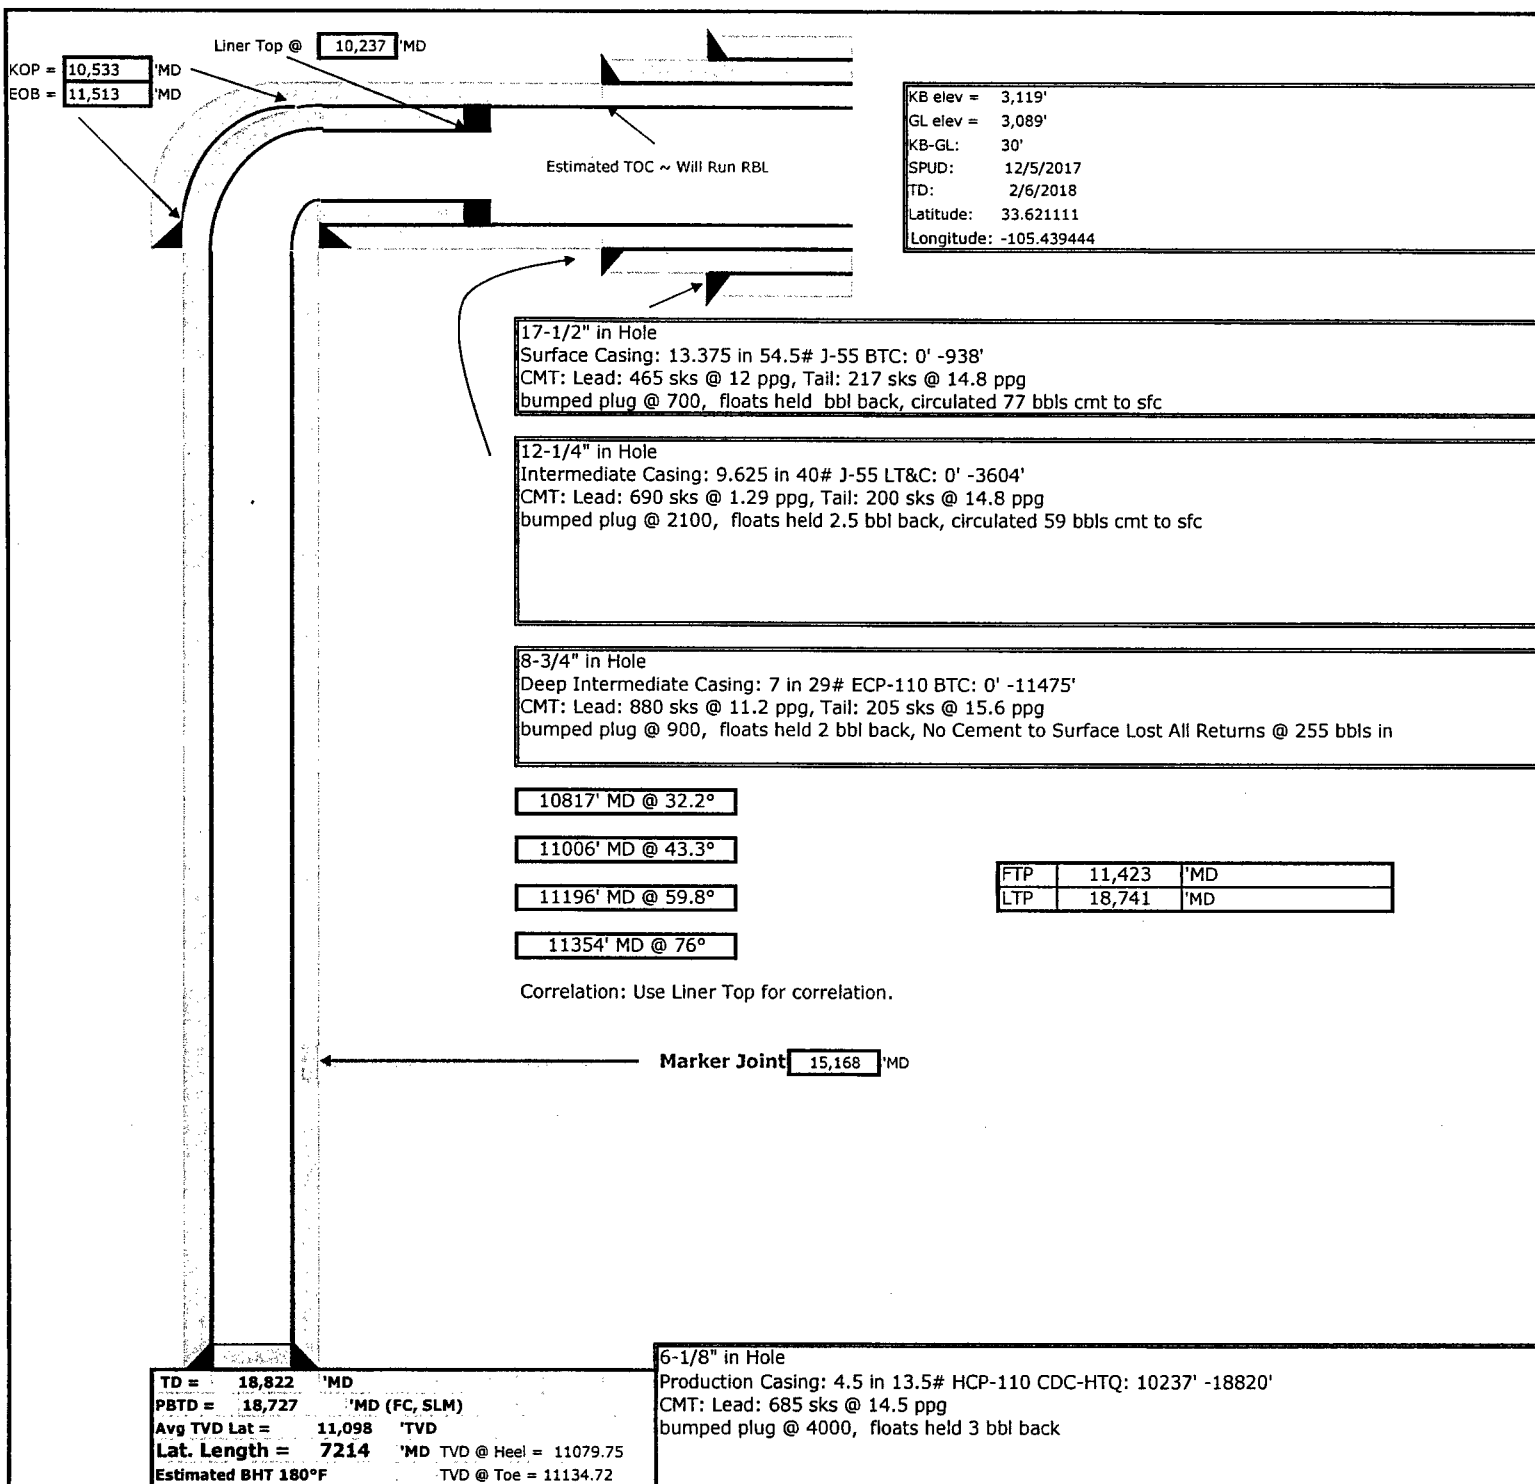 Liner Top @ 10,237 'MD
KOP = 10,533 'MD
EOB = 11,513 'MD
Estimated TOC ~ Will Run RBL
KB elev = 3,119'
GL elev = 3,089'
KB-GL: 30'
SPUD: 12/5/2017
TD: 2/6/2018
Latitude: 33.621111
Longitude: -105.439444
17-1/2" in Hole
Surface Casing: 13.375 in 54.5# J-55 BTC: 0' -938'
CMT: Lead: 465 sks @ 12 ppg, Tail: 217 sks @ 14.8 ppg
bumped plug @ 700, floats held bbl back, circulated 77 bbls cmt to sfc
12-1/4" in Hole
Intermediate Casing: 9.625 in 40# J-55 LT&C: 0' -3604'
CMT: Lead: 690 sks @ 1.29 ppg, Tail: 200 sks @ 14.8 ppg
bumped plug @ 2100, floats held 2.5 bbl back, circulated 59 bbls cmt to sfc
8-3/4" in Hole
Deep Intermediate Casing: 7 in 29# ECP-110 BTC: 0' -11475'
CMT: Lead: 880 sks @ 11.2 ppg, Tail: 205 sks @ 15.6 ppg
bumped plug @ 900, floats held 2 bbl back, No Cement to Surface Lost All Returns @ 255 bbls in
10817' MD @ 32.2°
11006' MD @ 43.3°
11196' MD @ 59.8°
11354' MD @ 76°
FTP 11,423 'MD
LTP 18,741 'MD
Correlation: Use Liner Top for correlation.
Marker Joint 15,168 'MD
6-1/8" in Hole
Production Casing: 4.5 in 13.5# HCP-110 CDC-HTQ: 10237' -18820'
CMT: Lead: 685 sks @ 14.5 ppg
bumped plug @ 4000, floats held 3 bbl back
TD = 18,822 'MD
PBTD = 18,727 'MD (FC, SLM)
Avg TVD Lat = 11,098 'TVD
Lat. Length = 7214 'MD TVD @ Heel = 11079.75
Estimated BHT 180°F TVD @ Toe = 11134.72